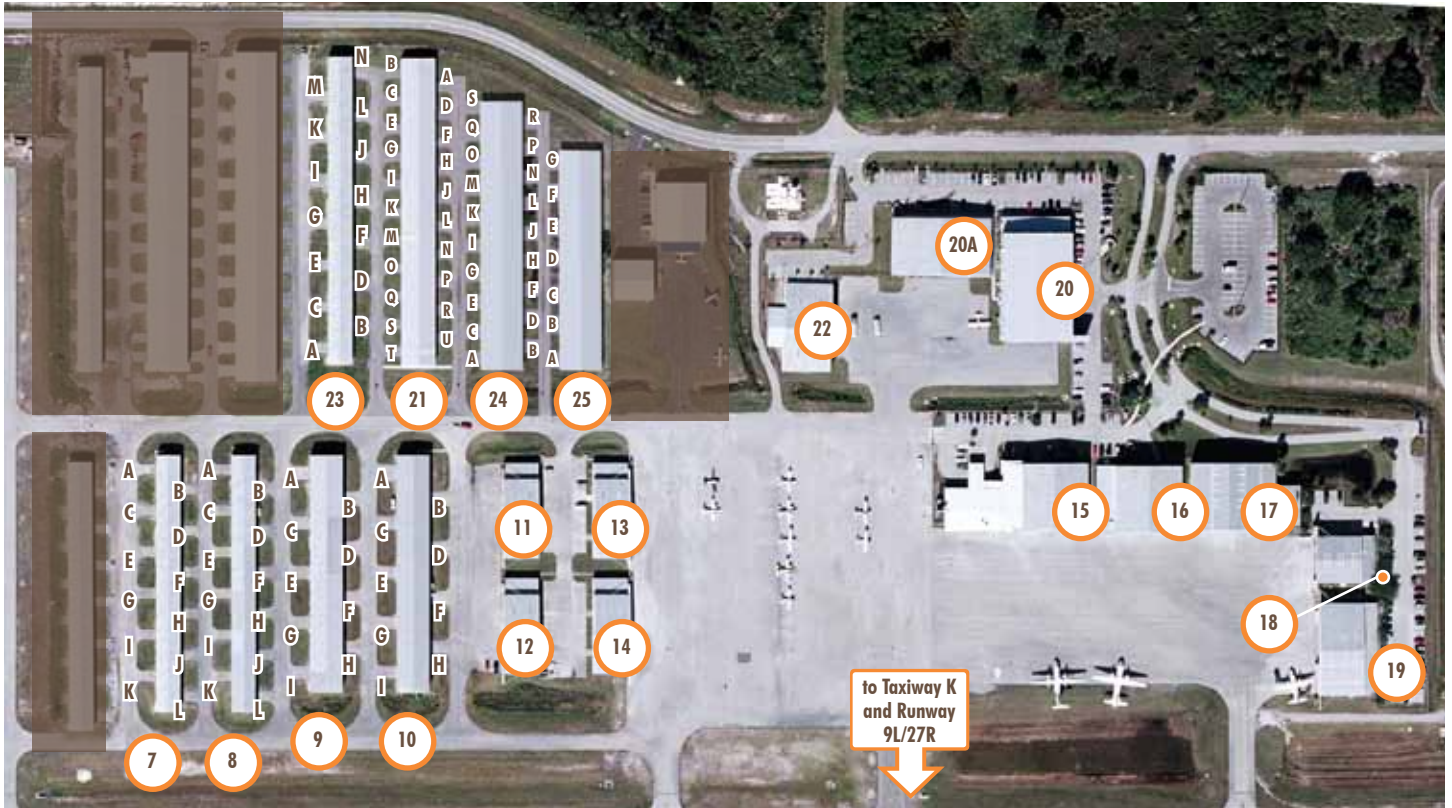 M
K
I
G
E
C
A
N
L
J
H
F
D
B
23
B
C
E
G
I
K
M
O
Q
S
T
A
D
F
H
J
L
N
P
R
U
21
S
Q
O
M
K
I
G
E
C
A
R
P
N
L
J
H
F
D
B
24
G
F
E
D
C
B
A
25
20A
20
22
A
C
E
G
I
K
B
D
F
H
J
L
7
A
C
E
G
I
K
B
D
F
H
J
L
8
A
C
E
G
I
B
D
F
H
9
A
C
E
G
I
B
D
F
H
10
11
13
12
14
15
16
17
18
19
to Taxiway K
and Runway
9L/27R